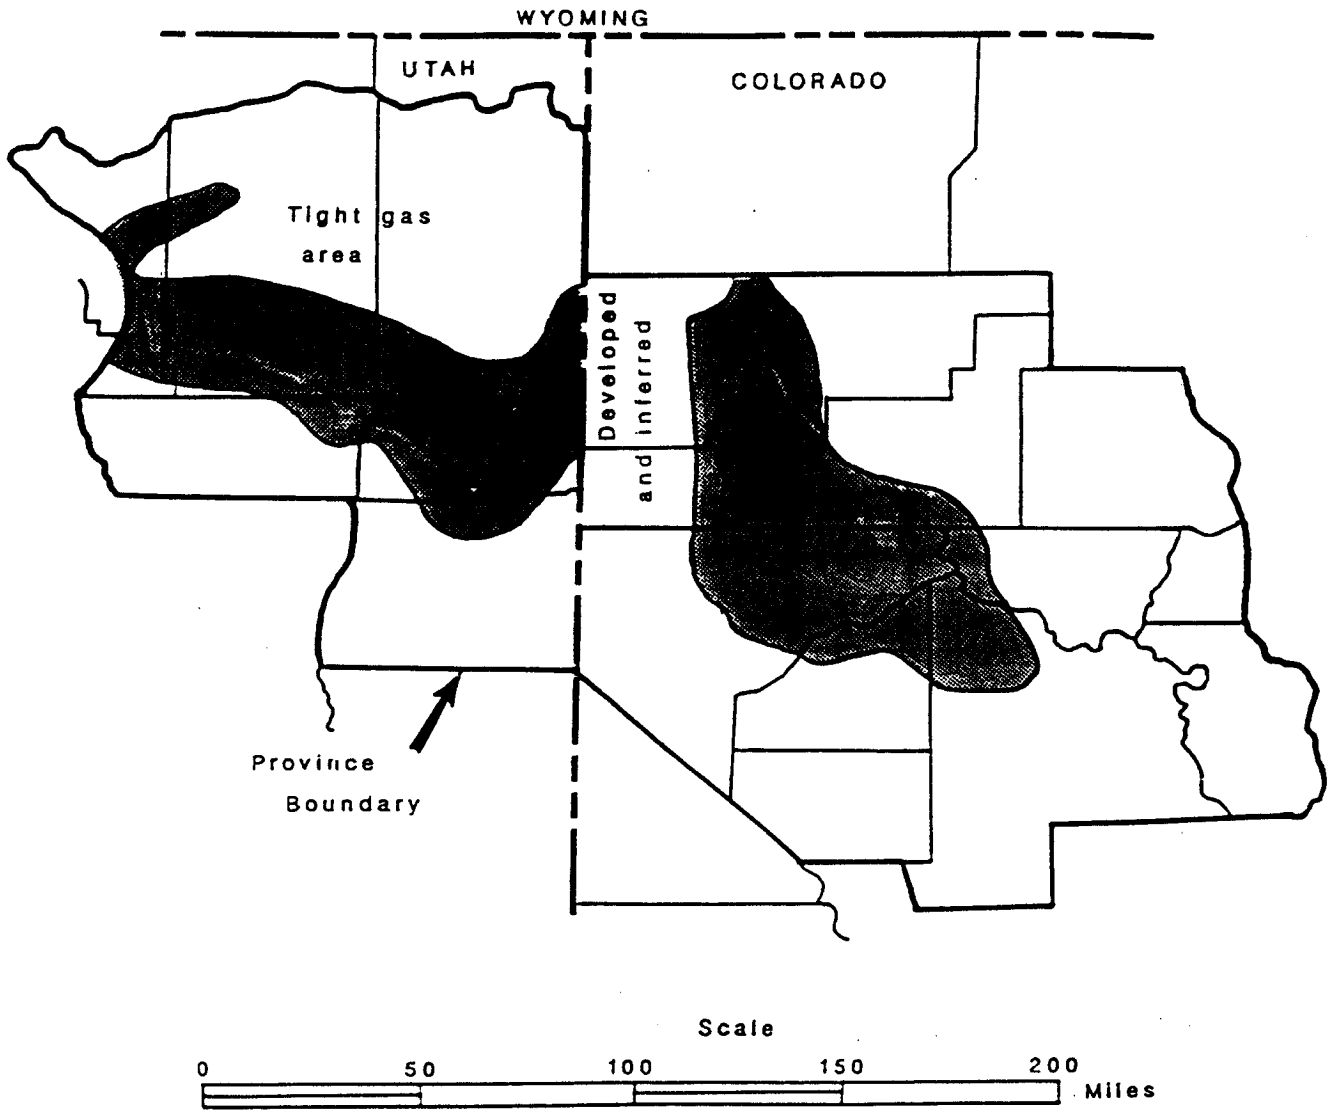 WYOMING
UTAH
COLORADO
Tight gas
area
Developed
and inferred
Province
Boundary
Scale
0 50 100 150 200
Miles